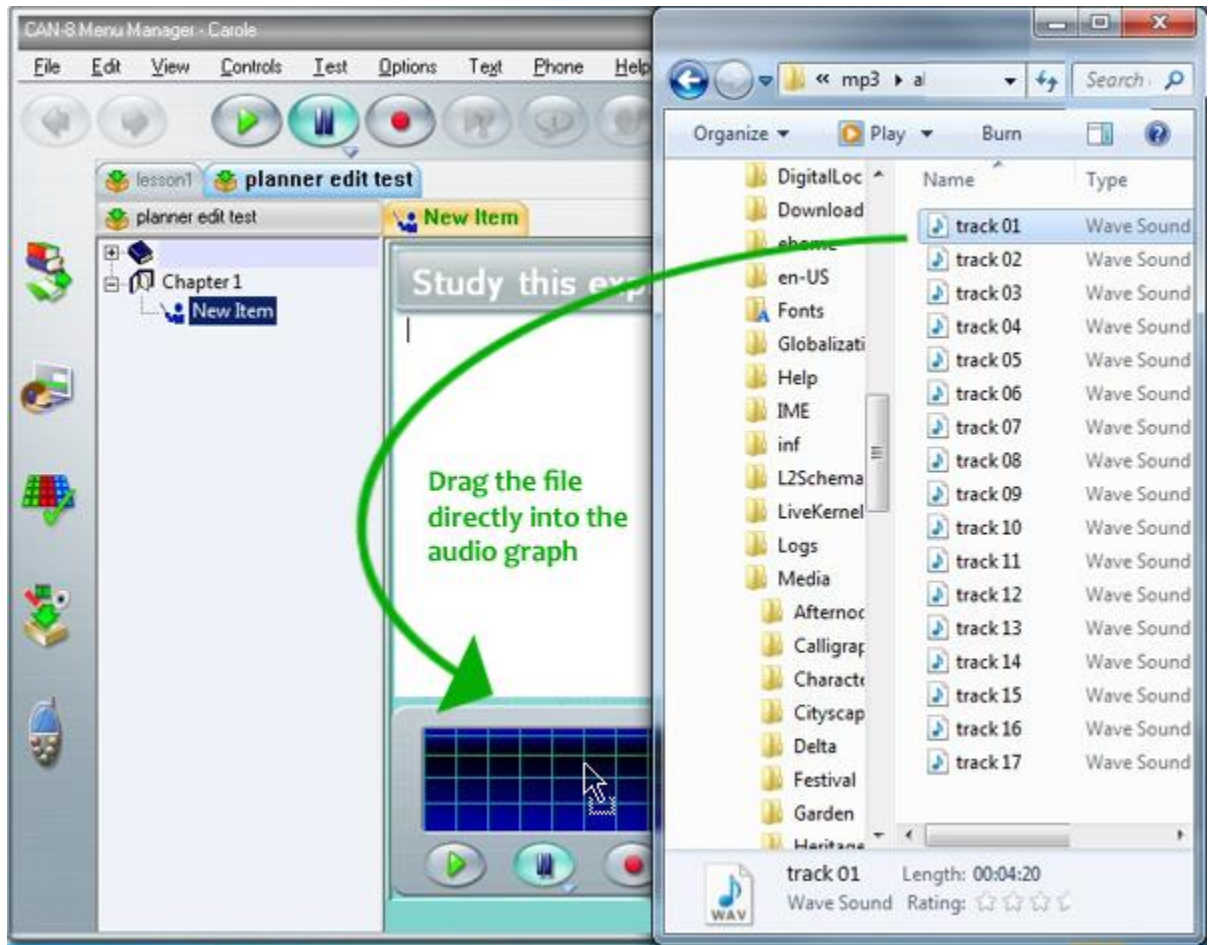 CAN-8 Menu Manager - Carole
File Edit View Controls Test Options Text Phone Help
lesson1 planner edit test
planner edit test
New Item
Chapter 1
New Item
Study this exp
Drag the file
directly into the
audio graph
« mp3 al
Search
Organize Play Burn
DigitalLoc
Download
ehome
en-US
Fonts
Globalizati
Help
IME
inf
L2Schema
LiveKernel
Logs
Media
Afternoc
Calligrap
Characte
Cityscap
Delta
Festival
Garden
Heritage
Name Type
track 01 Wave Sound
track 02 Wave Sound
track 03 Wave Sound
track 04 Wave Sound
track 05 Wave Sound
track 06 Wave Sound
track 07 Wave Sound
track 08 Wave Sound
track 09 Wave Sound
track 10 Wave Sound
track 11 Wave Sound
track 12 Wave Sound
track 13 Wave Sound
track 14 Wave Sound
track 15 Wave Sound
track 16 Wave Sound
track 17 Wave Sound
WAV
track 01 Length: 00:04:20
Wave Sound Rating: